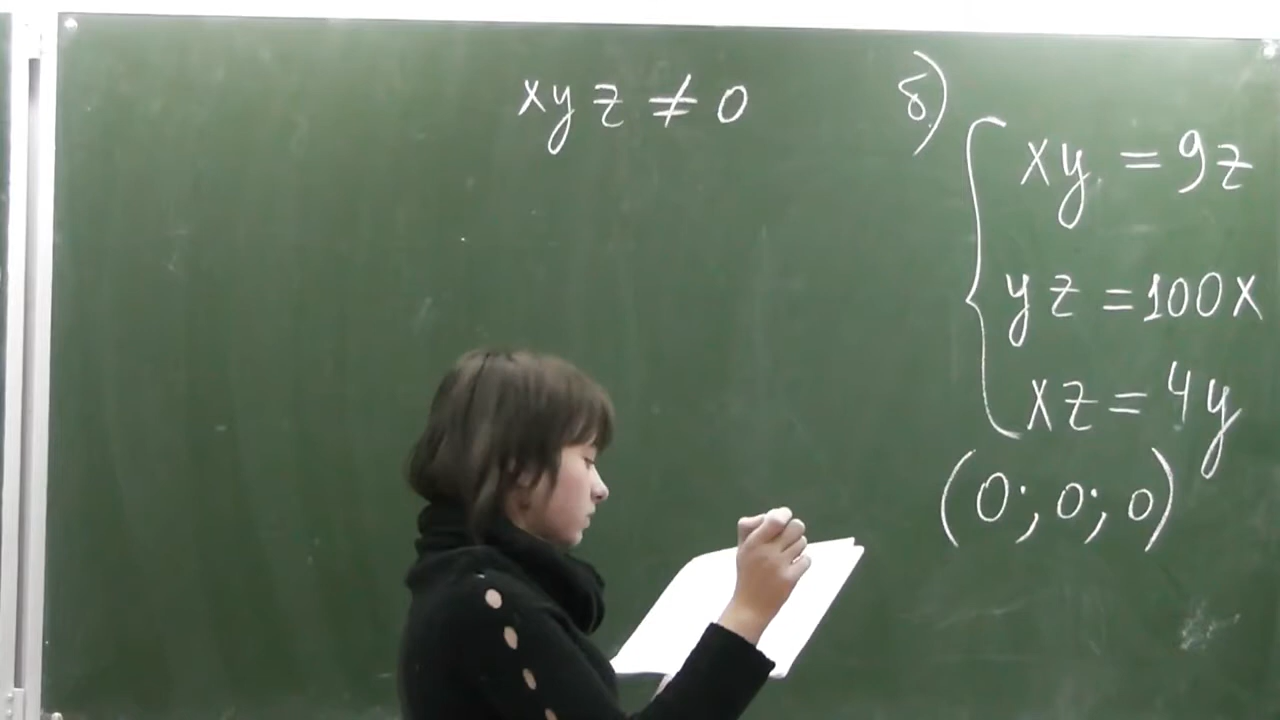 xyz ≠ 0
б)
xy = 9z
yz = 100x
xz = 4y
(0; 0; 0)